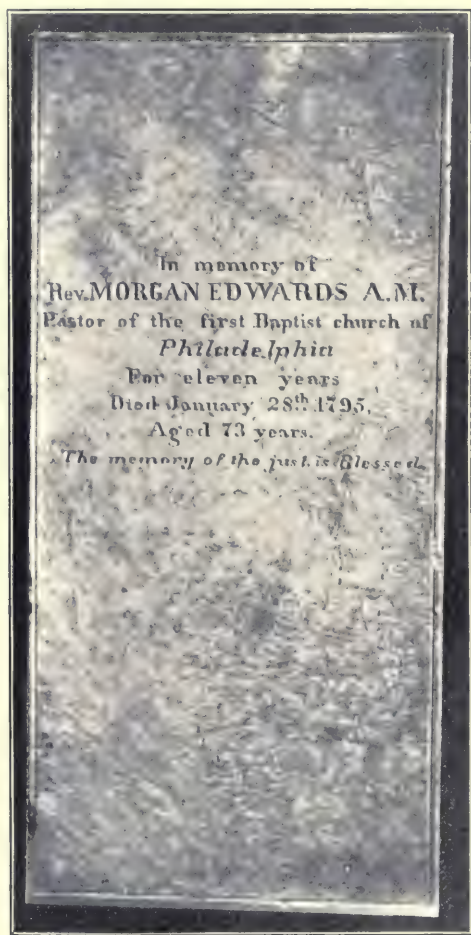 In memory of
Rev. MORGAN EDWARDS A.M.
Pastor of the first Baptist church of
Philadelphia
For eleven years
Died January 28th 1795,
Aged 73 years.
The memory of the just is Blessed.